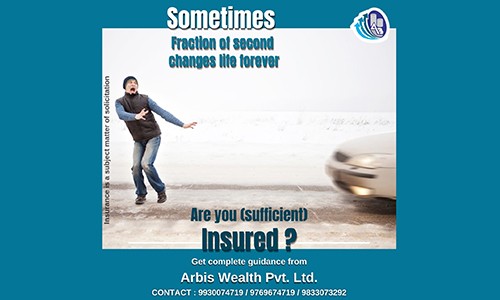 Sometimes
Fraction of second
changes life forever
Insurance is a subject matter of solicitation
Are you (sufficient)
Insured ?
Get complete guidance from
Arbis Wealth Pvt. Ltd.
CONTACT : 9930074719 / 9769674719 / 9833073292